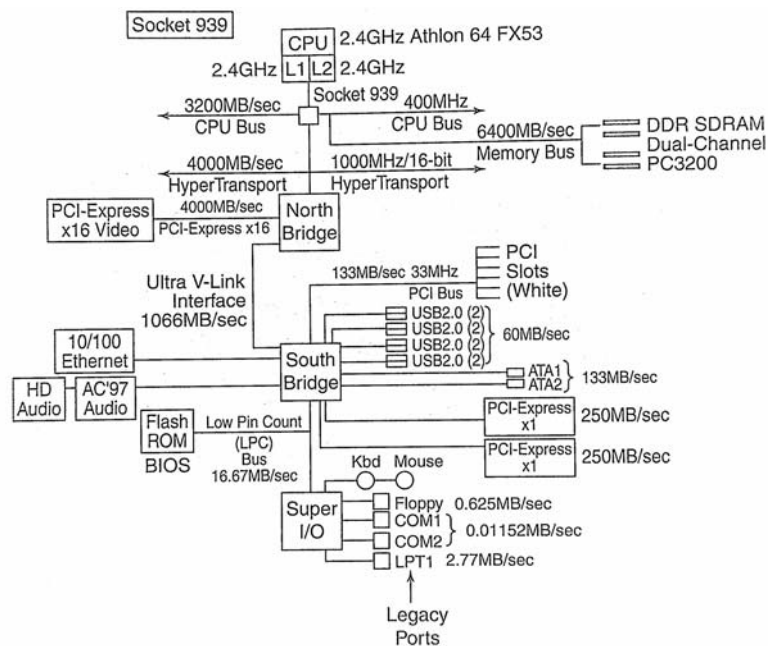 Socket 939
CPU
2.4GHz Athlon 64 FX53
2.4GHz
L1
L2
2.4GHz
Socket 939
3200MB/sec
CPU Bus
400MHz
CPU Bus
6400MB/sec
Memory Bus
DDR SDRAM
Dual-Channel
PC3200
4000MB/sec
HyperTransport
1000MHz/16-bit
HyperTransport
PCI-Express
x16 Video
4000MB/sec
PCI-Express x16
North
Bridge
Ultra V-Link
Interface
1066MB/sec
133MB/sec 33MHz
PCI Bus
PCI
Slots
(White)
USB2.0 (2)
USB2.0 (2)
USB2.0 (2)
USB2.0 (2)
60MB/sec
10/100
Ethernet
South
Bridge
ATA1
ATA2
133MB/sec
HD
Audio
AC'97
Audio
PCI-Express
x1
250MB/sec
PCI-Express
x1
250MB/sec
Flash
ROM
BIOS
Low Pin Count
(LPC)
Bus
16.67MB/sec
Kbd
Mouse
Super
I/O
Floppy
0.625MB/sec
COM1
COM2
0.01152MB/sec
LPT1
2.77MB/sec
Legacy
Ports